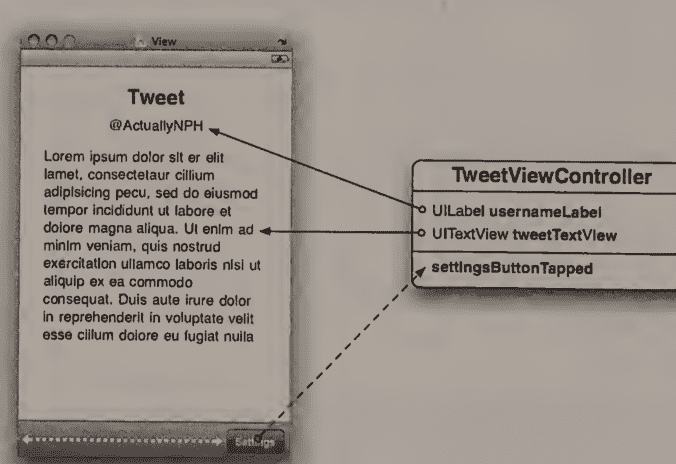 View
Tweet
@ActuallyNPH
Lorem ipsum dolor sit er elit
lamet, consectetaur cillium
adipisicing pecu, sed do eiusmod
tempor incididunt ut labore et
dolore magna aliqua. Ut enim ad
minim veniam, quis nostrud
exercitation ullamco laboris nisi ut
aliquip ex ea commodo
consequat. Duis aute irure dolor
in reprehenderit in voluptate velit
esse cillum dolore eu fugiat nulla
Settings
TweetViewController
UILabel usernameLabel
UITextView tweetTextView
settingsButtonTapped